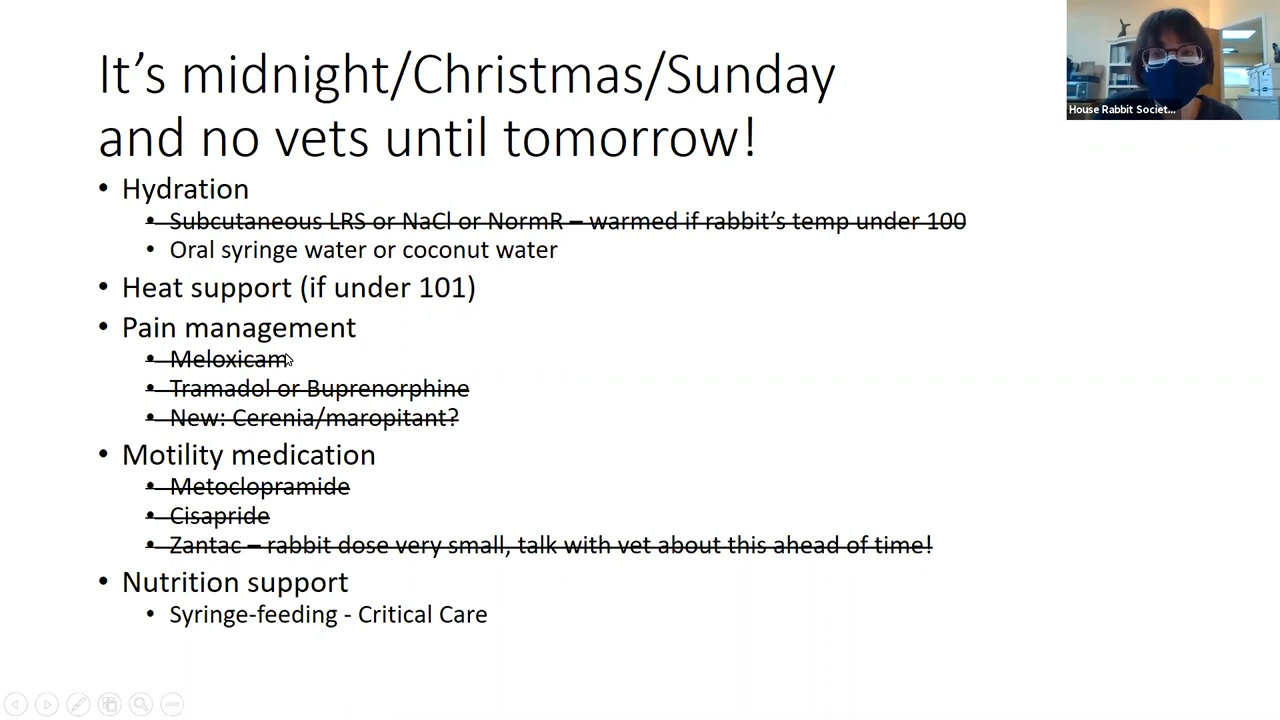 It’s midnight/Christmas/Sunday
and no vets until tomorrow!
House Rabbit Societ...
• Hydration
• Subcutaneous LRS or NaCl or NormR – warmed if rabbit’s temp under 100
• Oral syringe water or coconut water
• Heat support (if under 101)
• Pain management
• Meloxicam
• Tramadol or Buprenorphine
• New: Cerenia/maropitant?
• Motility medication
• Metoclopramide
• Cisapride
• Zantac – rabbit dose very small, talk with vet about this ahead of time!
• Nutrition support
• Syringe-feeding - Critical Care